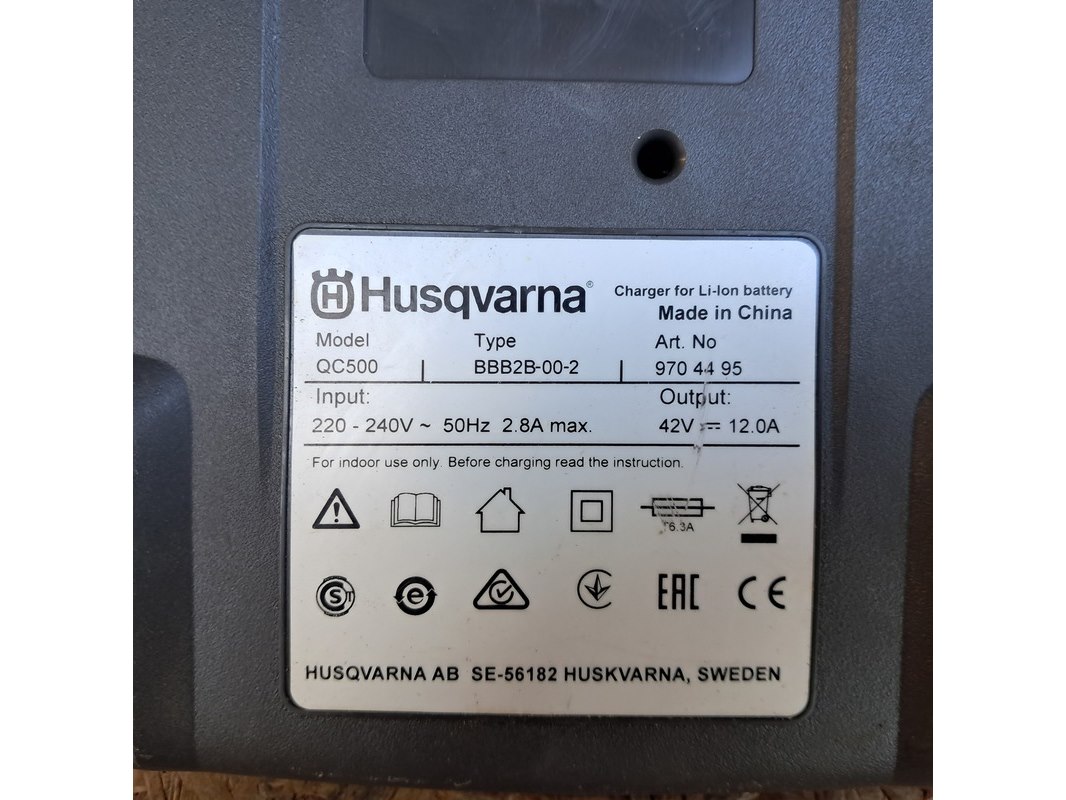 Husqvarna®
Charger for Li-Ion battery
Made in China
Model Type Art. No
QC500 | BBB2B-00-2 | 970 44 95
Input: Output:
220 - 240V ~ 50Hz 2.8A max. 42V ⎓ 12.0A
For indoor use only. Before charging read the instruction.
T6.3A
S T e EAC CE
HUSQVARNA AB SE-56182 HUSKVARNA, SWEDEN